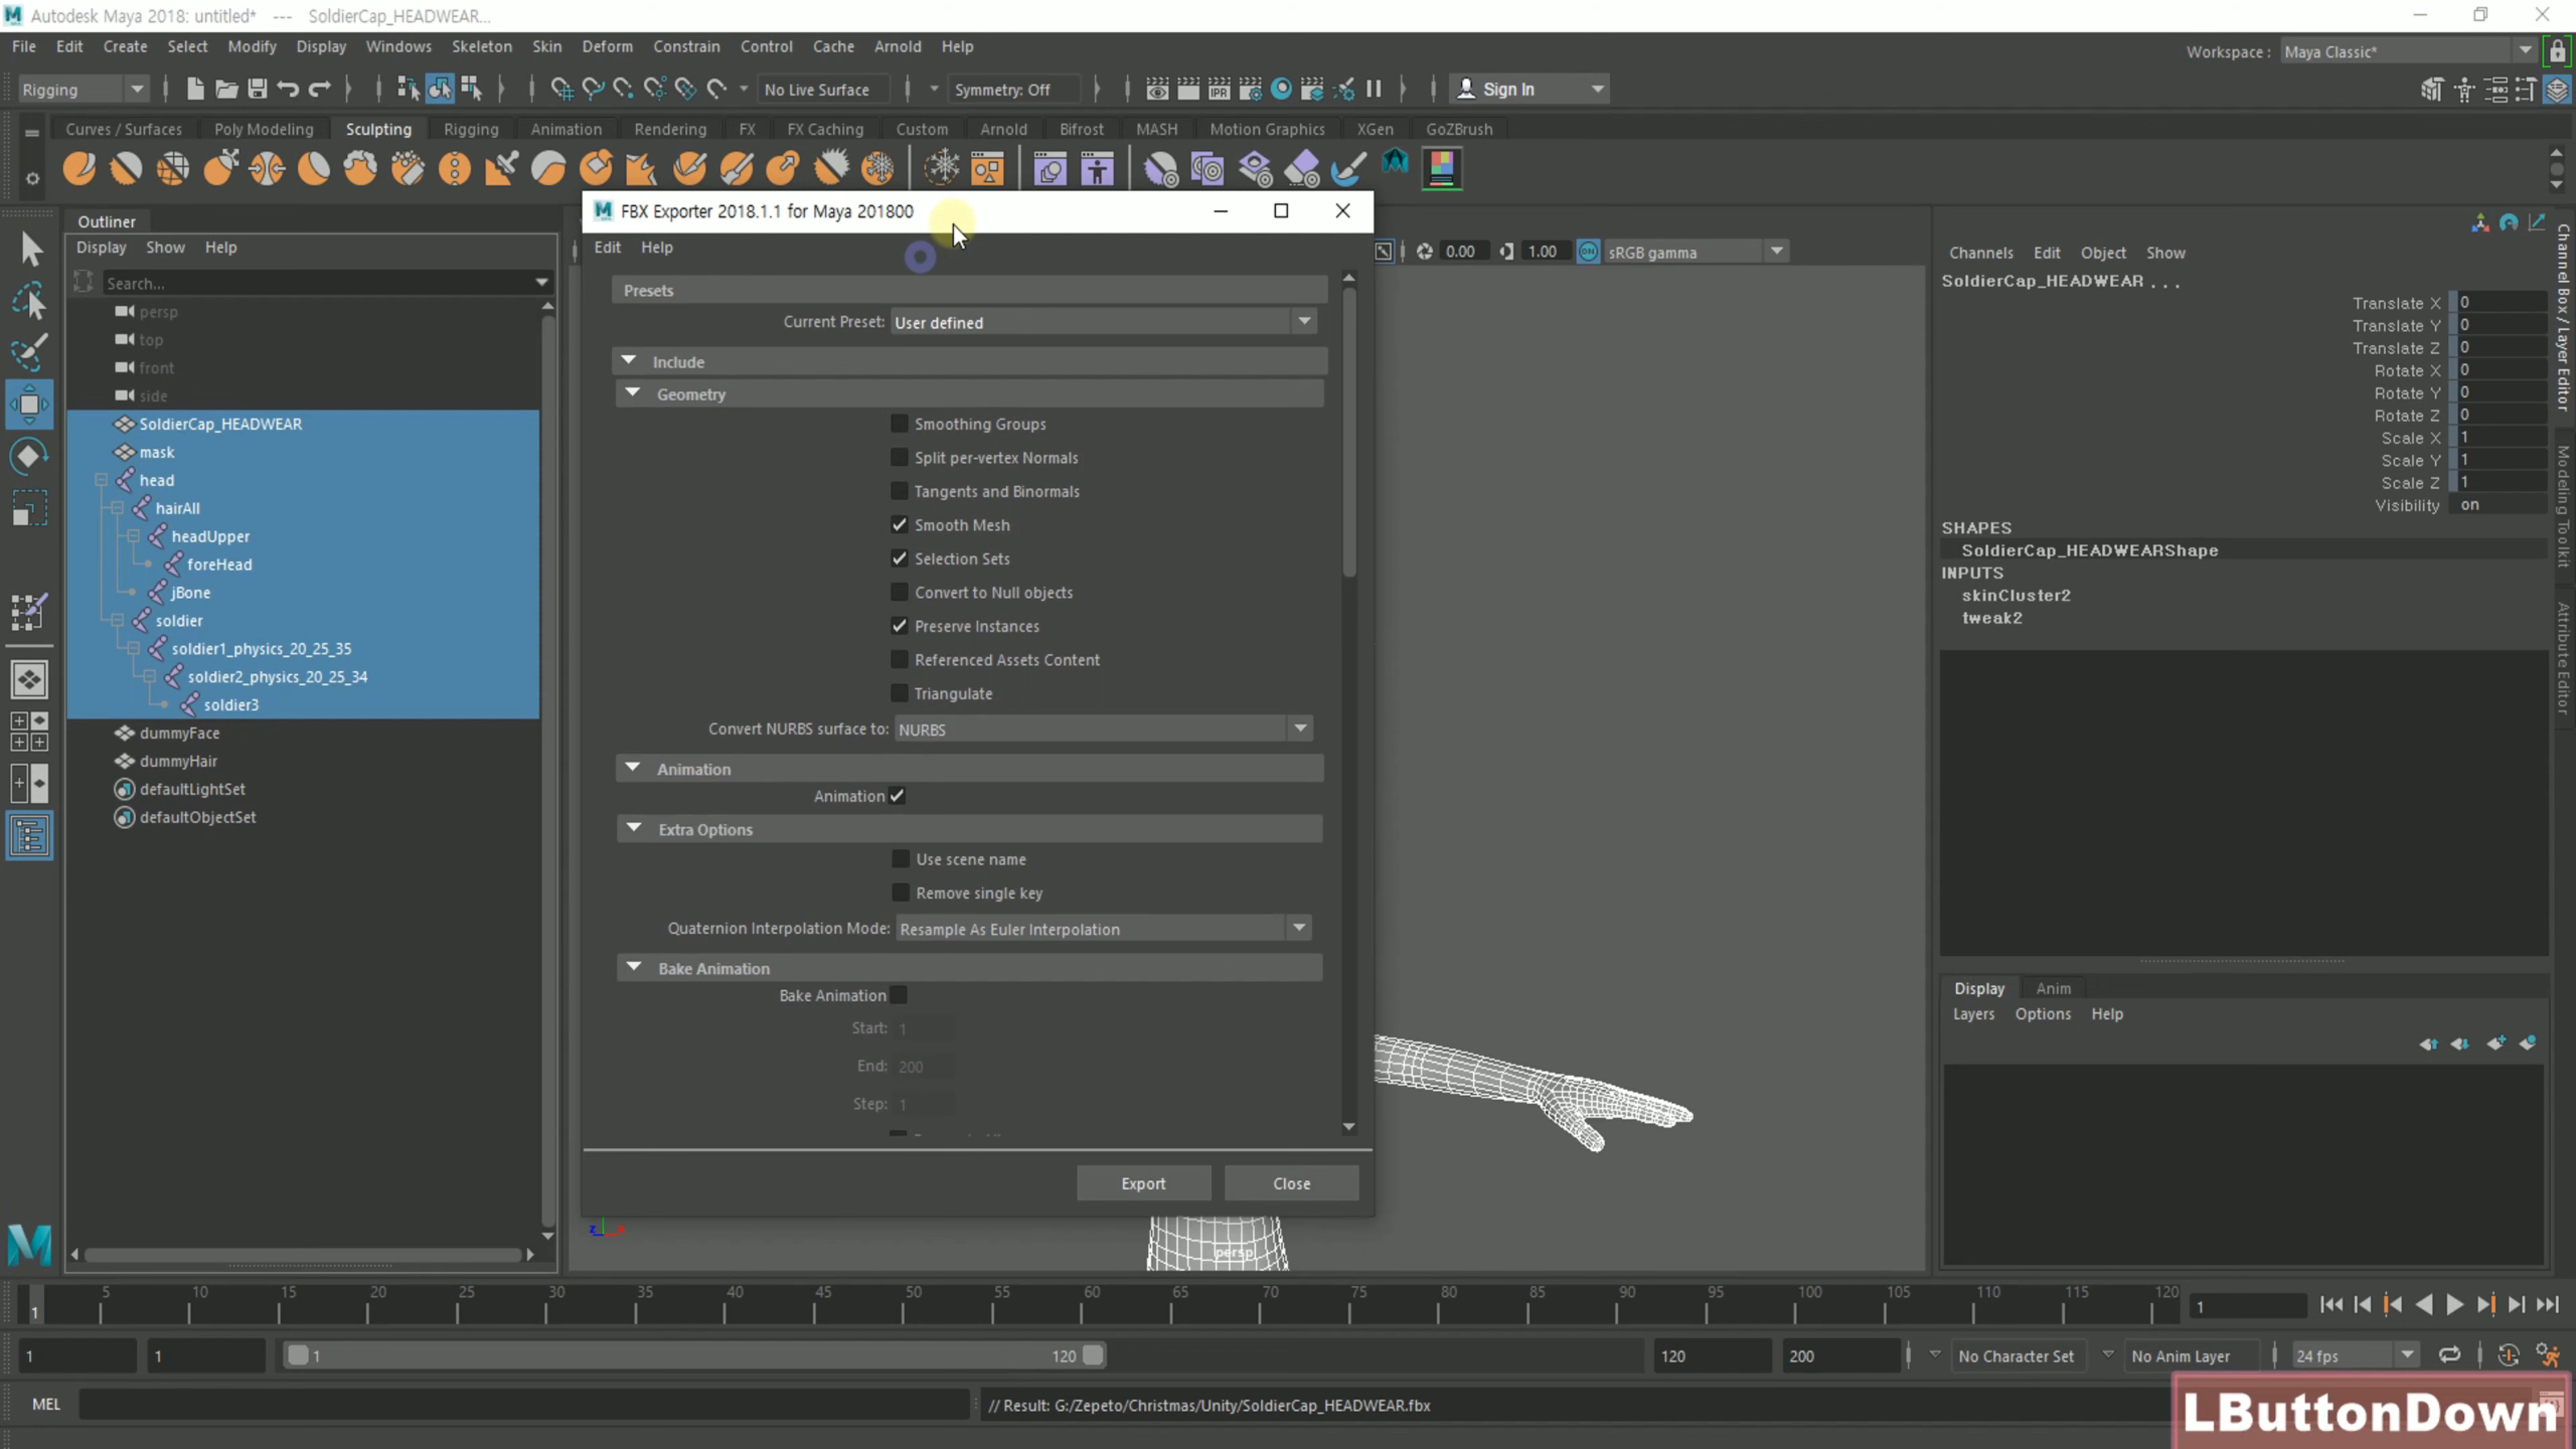 Autodesk Maya 2018: untitled* --- SoldierCap_HEADWEAR...
File Edit Create Select Modify Display Windows Skeleton Skin Deform Constrain Control Cache Arnold Help
Workspace : Maya Classic*
Rigging No Live Surface Symmetry: Off Sign In
Curves / Surfaces Poly Modeling Sculpting Rigging Animation Rendering FX FX Caching Custom Arnold Bifrost MASH Motion Graphics XGen GoZBrush
Outliner
Display Show Help
Search...
persp
top
front
side
SoldierCap_HEADWEAR
mask
head
hairAll
headUpper
foreHead
jBone
soldier
soldier1_physics_20_25_35
soldier2_physics_20_25_34
soldier3
dummyFace
dummyHair
defaultLightSet
defaultObjectSet
FBX Exporter 2018.1.1 for Maya 201800
Edit Help
Presets
Current Preset: User defined
Include
Geometry
Smoothing Groups
Split per-vertex Normals
Tangents and Binormals
Smooth Mesh
Selection Sets
Convert to Null objects
Preserve Instances
Referenced Assets Content
Triangulate
Convert NURBS surface to: NURBS
Animation
Animation
Extra Options
Use scene name
Remove single key
Quaternion Interpolation Mode: Resample As Euler Interpolation
Bake Animation
Bake Animation
Start: 1
End: 200
Step: 1
Export Close
0.00 1.00 ON sRGB gamma
z x
persp
Channels Edit Object Show
SoldierCap_HEADWEAR . . .
Translate X 0
Translate Y 0
Translate Z 0
Rotate X 0
Rotate Y 0
Rotate Z 0
Scale X 1
Scale Y 1
Scale Z 1
Visibility on
SHAPES
SoldierCap_HEADWEARShape
INPUTS
skinCluster2
tweak2
Channel Box / Layer Editor
Modeling Toolkit
Attribute Editor
Display Anim
Layers Options Help
1 5 10 15 20 25 30 35 40 45 50 55 60 65 70 75 80 85 90 95 100 105 110 115 120 1
1 1 1 120 120 200 No Character Set No Anim Layer 24 fps
MEL // Result: G:/Zepeto/Christmas/Unity/SoldierCap_HEADWEAR.fbx
LButtonDown